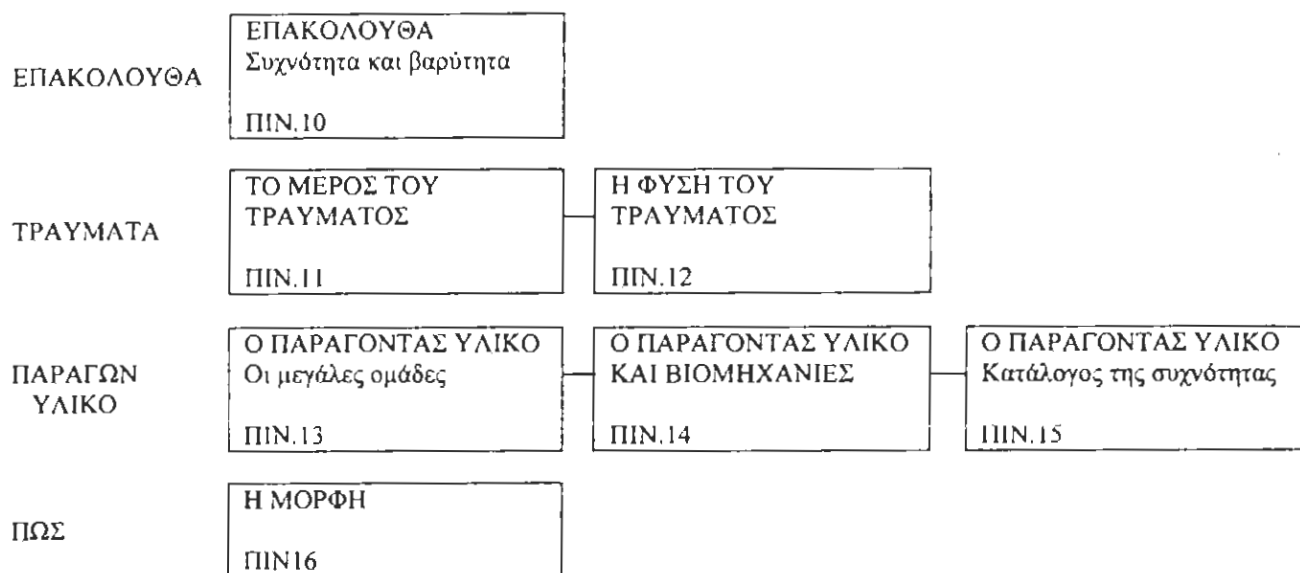 ΕΠΑΚΟΛΟΥΘΑ
ΕΠΑΚΟΛΟΥΘΑ
Συχνότητα και βαρύτητα
ΠΙΝ.10
ΤΡΑΥΜΑΤΑ
ΤΟ ΜΕΡΟΣ ΤΟΥ
ΤΡΑΥΜΑΤΟΣ
ΠΙΝ.11
Η ΦΥΣΗ ΤΟΥ
ΤΡΑΥΜΑΤΟΣ
ΠΙΝ.12
ΠΑΡΑΓΩΝ
ΥΛΙΚΟ
Ο ΠΑΡΑΓΟΝΤΑΣ ΥΛΙΚΟ
Οι μεγάλες ομάδες
ΠΙΝ.13
Ο ΠΑΡΑΓΟΝΤΑΣ ΥΛΙΚΟ
ΚΑΙ ΒΙΟΜΗΧΑΝΙΕΣ
ΠΙΝ.14
Ο ΠΑΡΑΓΟΝΤΑΣ ΥΛΙΚΟ
Κατάλογος της συχνότητας
ΠΙΝ.15
ΠΩΣ
Η ΜΟΡΦΗ
ΠΙΝ16